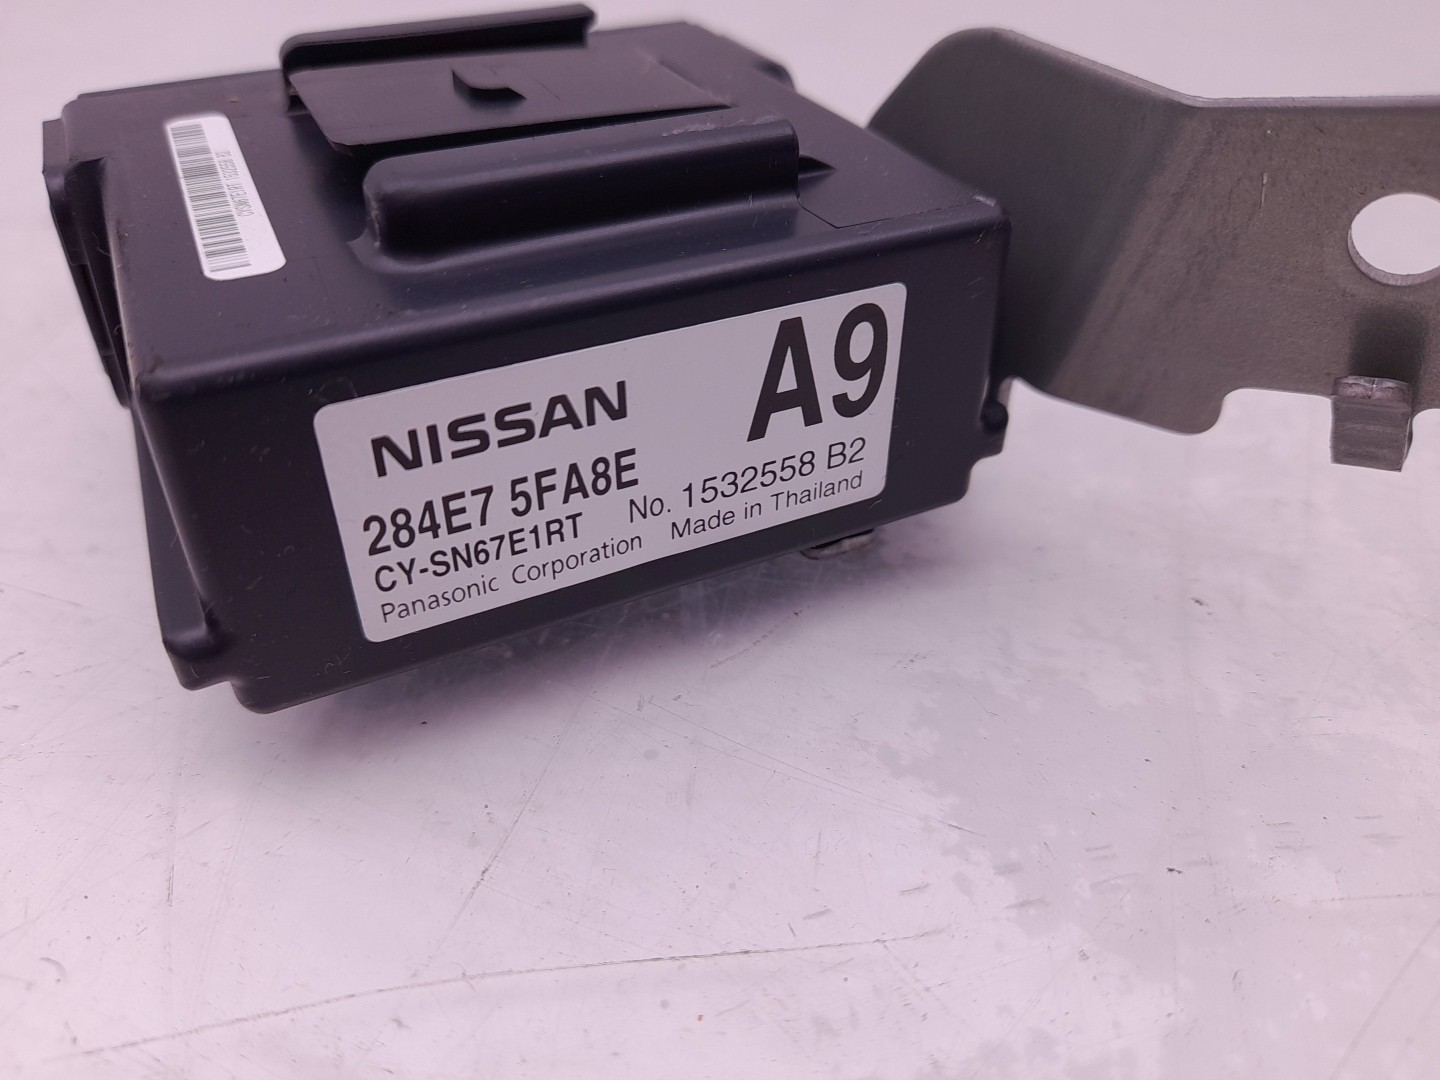 NISSAN
A9
284E7 5FA8E
No. 1532558 B2
CY-SN67E1RT
Made in Thailand
Panasonic Corporation